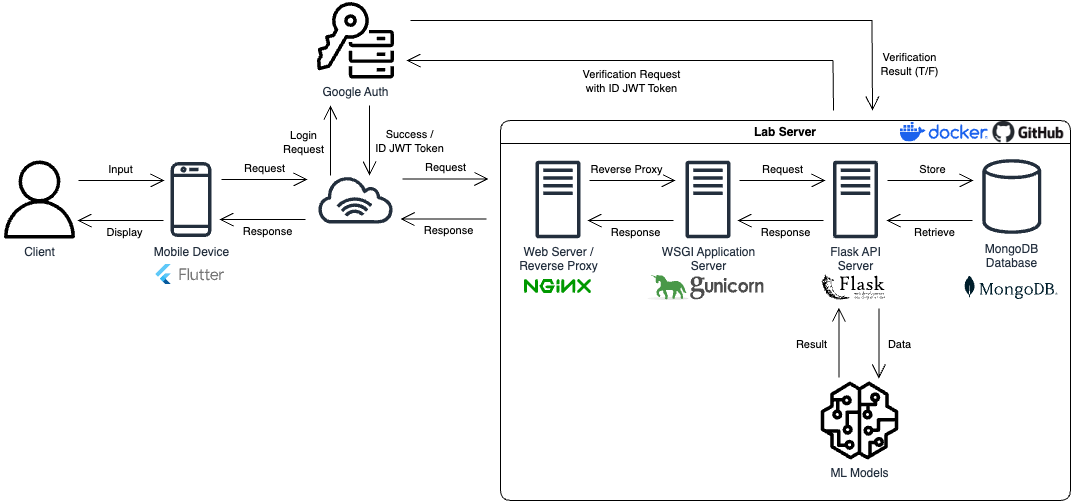 Google Auth
Verification Request
with ID JWT Token
Verification
Result (T/F)
Login
Request
Success /
ID JWT Token
Lab Server
docker
GitHub
Input
Display
Client
Request
Response
Mobile Device
Flutter
Request
Response
Reverse Proxy
Response
Request
Response
Store
Retrieve
Web Server /
Reverse Proxy
NGINX
WSGI Application
Server
gunicorn
Flask API
Server
Flask
MongoDB
Database
MongoDB.
Result
Data
ML Models